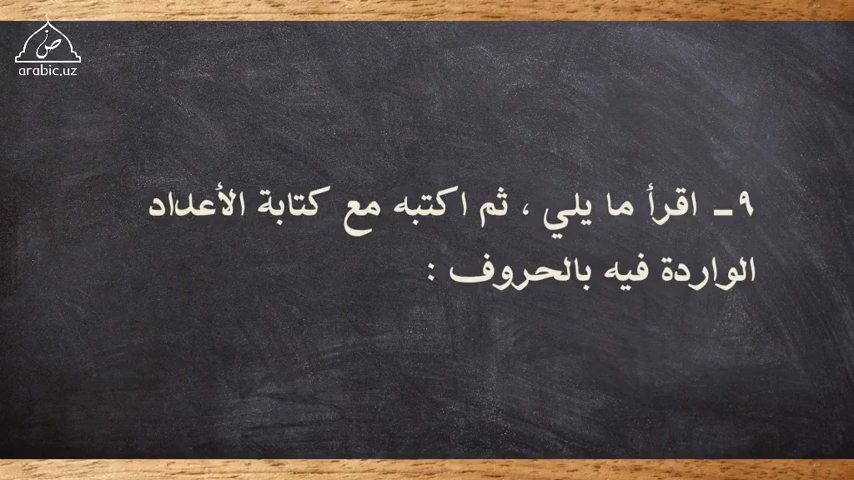 ض
arabic.uz
٩ـ اقرأ ما يلي ، ثم اكتبه مع كتابة الأعداد
الواردة فيه بالحروف :